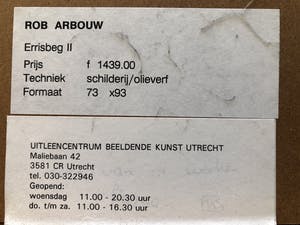 ROB ARBOUW
Errisbeg II
Prijs f 1439.00
Techniek schilderij/olieverf
Formaat 73 x93
UITLEENCENTRUM BEELDENDE KUNST UTRECHT
Maliebaan 42
3581 CR Utrecht
tel. 030-322946
Geopend:
woensdag 11.00 - 20.30 uur
do. t/m za. 11.00 - 16.30 uur